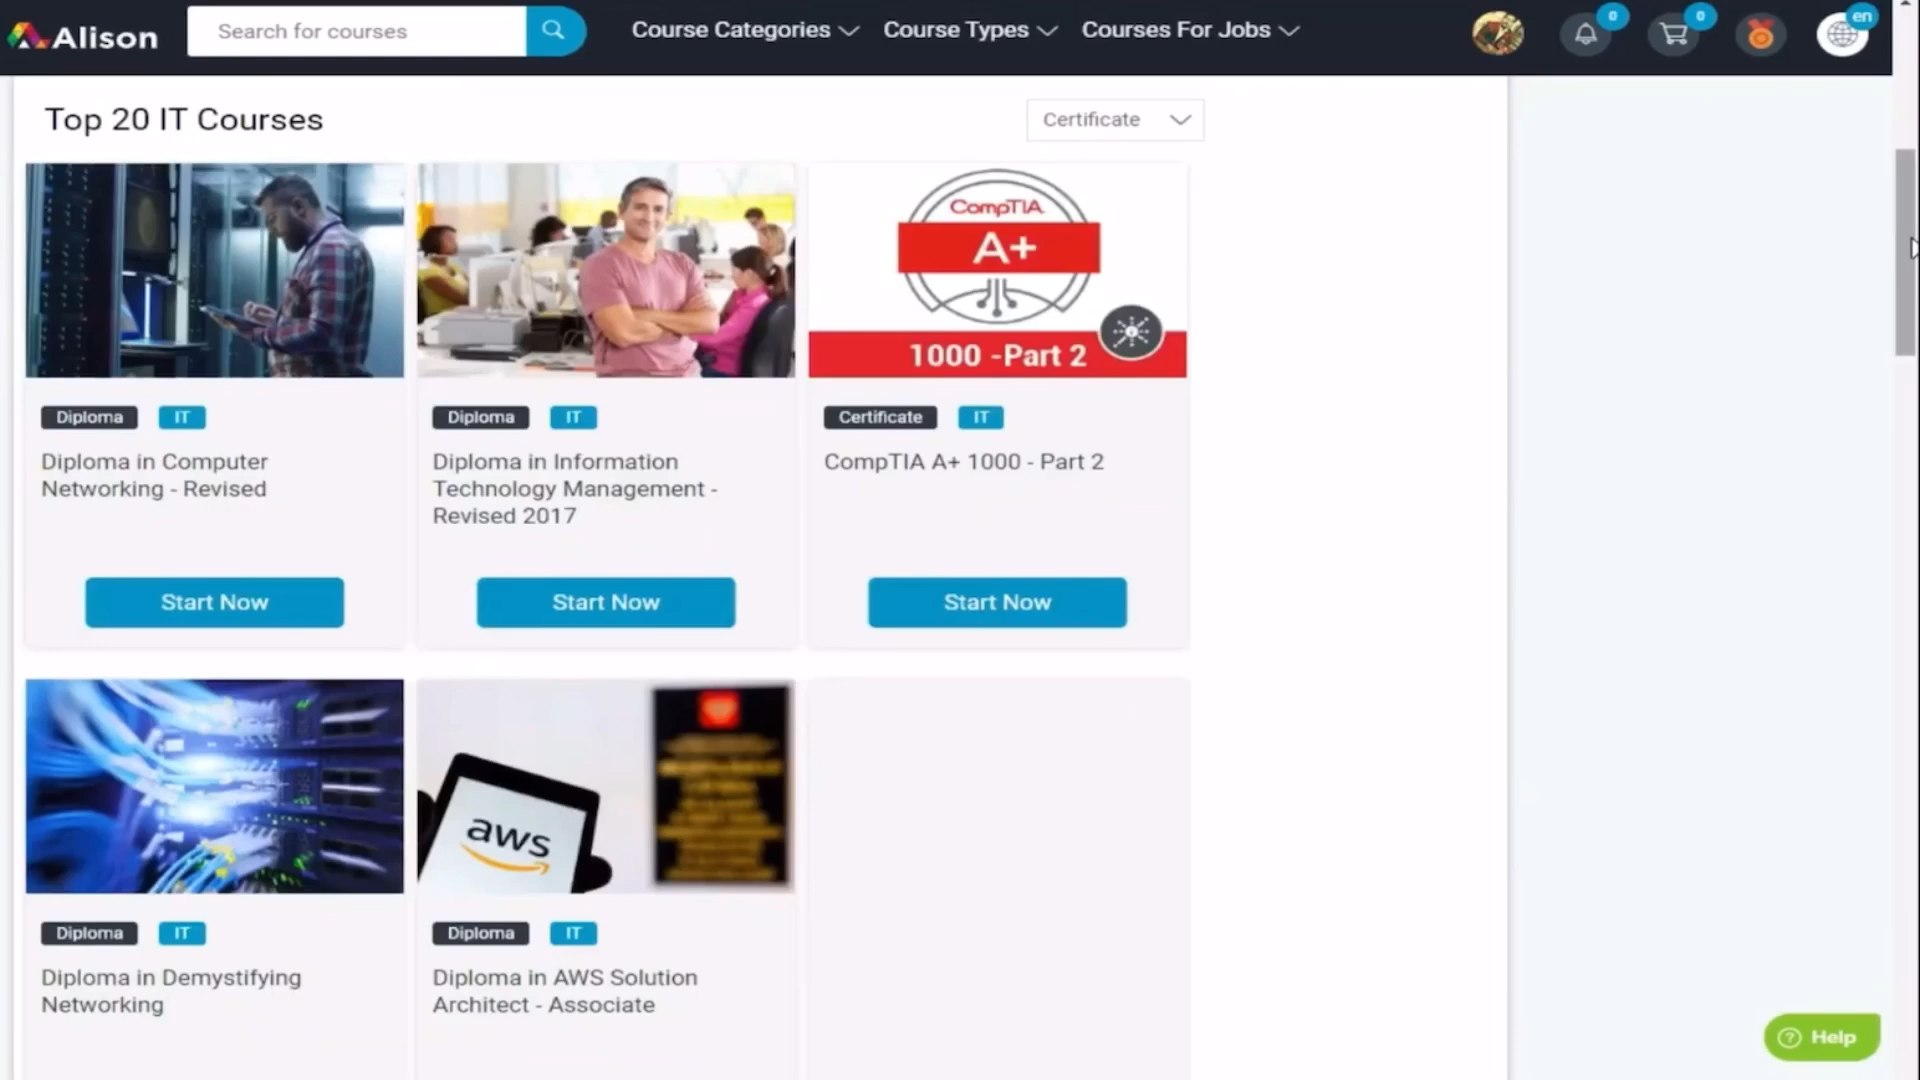 Alison
Search for courses
Course Categories
Course Types
Courses For Jobs
0
0
en
Top 20 IT Courses
Certificate
CompTIA
A+
1000 -Part 2
Diploma IT
Diploma in Computer
Networking - Revised
Start Now
Diploma IT
Diploma in Information
Technology Management -
Revised 2017
Start Now
Certificate IT
CompTIA A+ 1000 - Part 2
Start Now
aws
Diploma IT
Diploma in Demystifying
Networking
Diploma IT
Diploma in AWS Solution
Architect - Associate
? Help